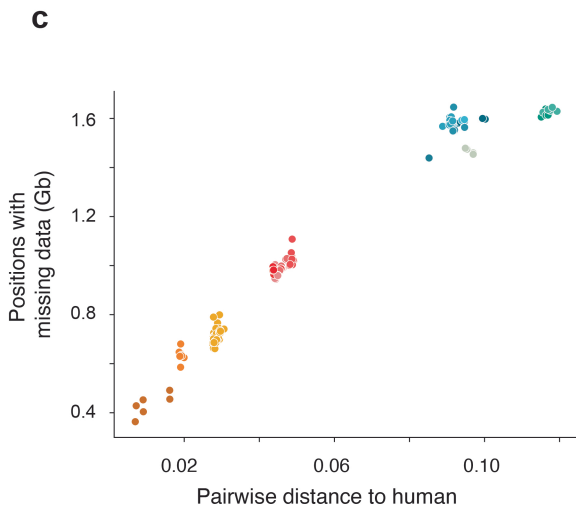 c
Positions with
missing data (Gb)
1.6
1.2
0.8
0.4
0.02 0.06 0.10
Pairwise distance to human